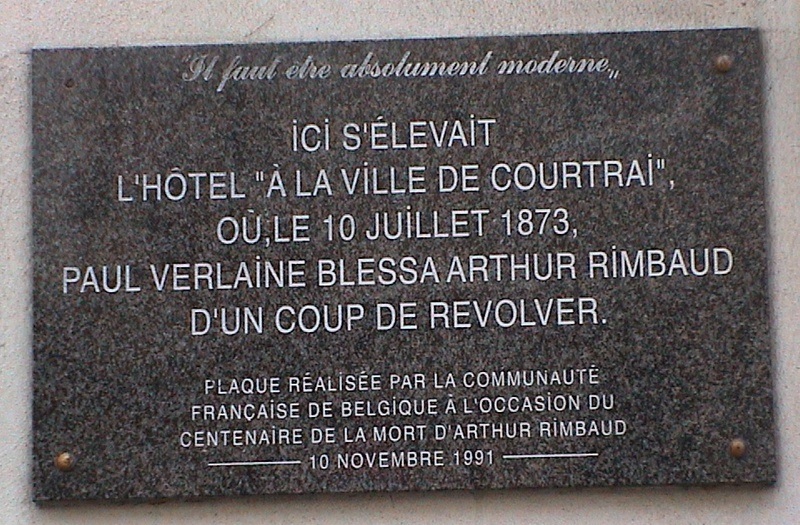 "Il faut être absolument moderne„
iCi S'ÉLEVAiT
L'HÔTEL "À LA ViLLE DE COURTRAi",
OÙ,LE 10 JUiLLET 1873,
PAUL VERLAiNE BLESSA ARTHUR RiMBAUD
D'UN COUP DE REVOLVER.
PLAQUE RÉALiSÉE PAR LA COMMUNAUTÉ
FRANÇAiSE DE BELGiQUE À L'OCCASiON DU
CENTENAiRE DE LA MORT D'ARTHUR RiMBAUD
10 NOVEMBRE 1991